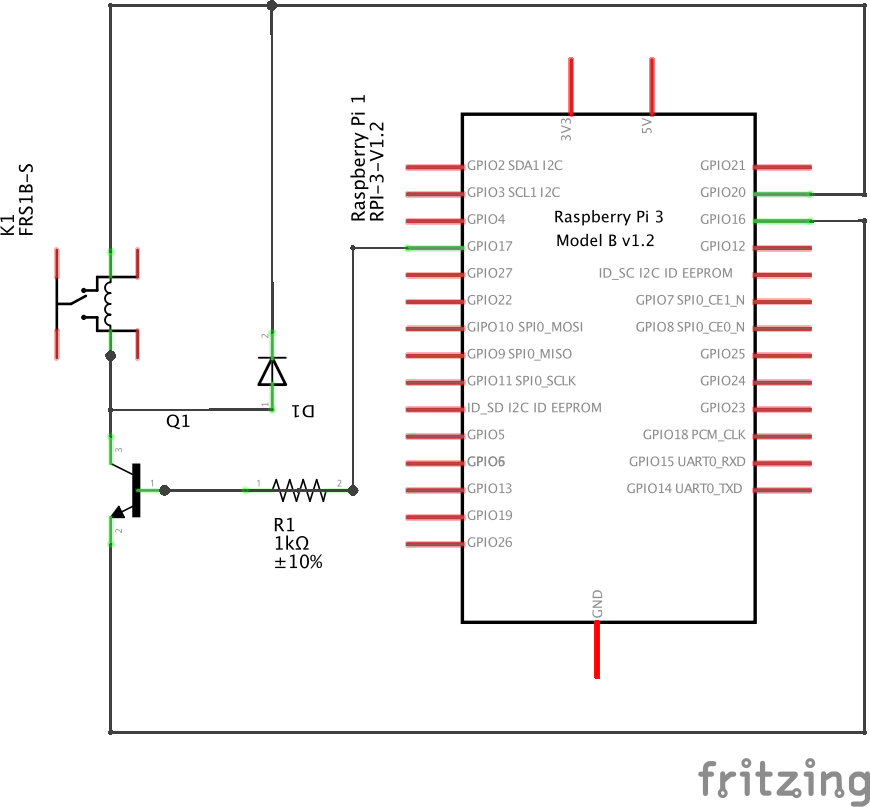 K1
FRS1B-S
Raspberry Pi 1
RPI-3-V1.2
3V3
5V
GPIO2 SDA1 I2C
GPIO3 SCL1 I2C
GPIO4
GPIO17
GPIO27
GPIO22
GIPO10 SPI0_MOSI
GPIO9 SPI0_MISO
GPIO11 SPI0_SCLK
ID_SD I2C ID EEPROM
GPIO5
GPIO6
GPIO13
GPIO19
GPIO26
Raspberry Pi 3
Model B v1.2
GPIO21
GPIO20
GPIO16
GPIO12
ID_SC I2C ID EEPROM
GPIO7 SPI0_CE1_N
GPIO8 SPI0_CE0_N
GPIO25
GPIO24
GPIO23
GPIO18 PCM_CLK
GPIO15 UART0_RXD
GPIO14 UART0_TXD
GND
2
1
D1
Q1
3
1
2
1
2
R1
1kΩ
±10%
fritzing